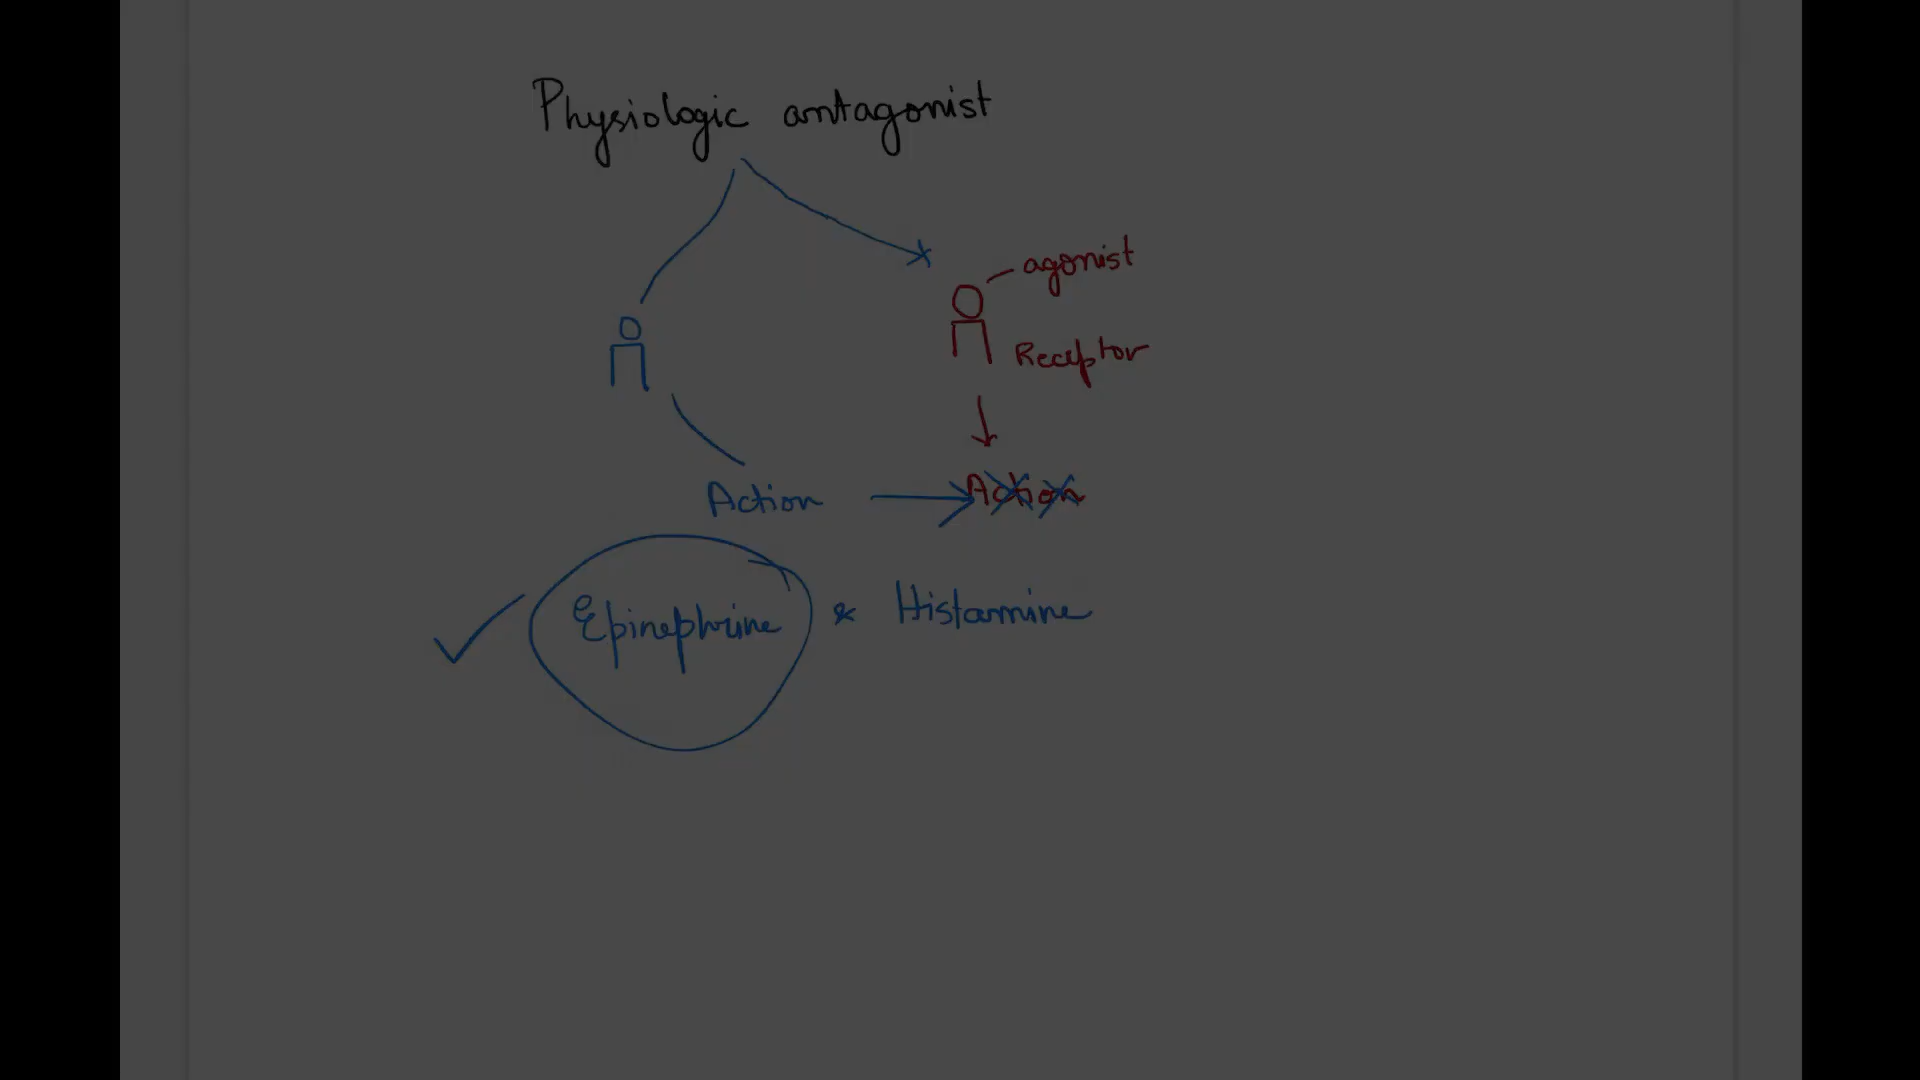 Physiologic antagonist
agonist
Receptor
Action
Action
Epinephrine & Histamine